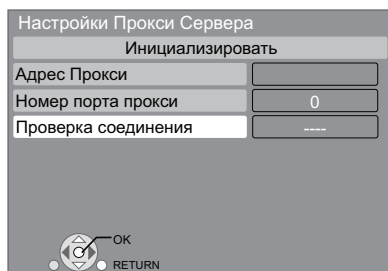 Настройки Прокси Сервера
Инициализировать
Адрес Прокси
Номер порта прокси 0
Проверка соединения ----
OK
RETURN